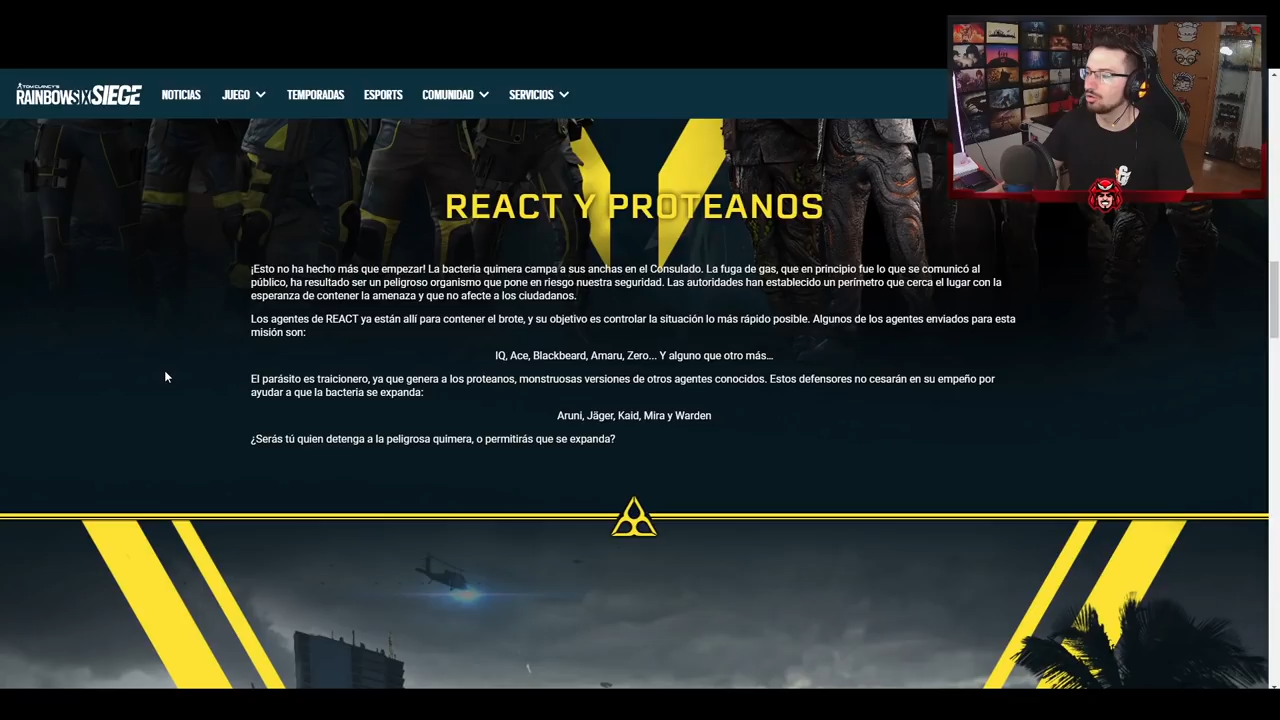 TOM CLANCY'S
RAINBOWSIX SIEGE
NOTICIAS
JUEGO
TEMPORADAS
ESPORTS
COMUNIDAD
SERVICIOS
REACT Y PROTEANOS
¡Esto no ha hecho más que empezar! La bacteria quimera campa a sus anchas en el Consulado. La fuga de gas, que en principio fue lo que se comunicó al
público, ha resultado ser un peligroso organismo que pone en riesgo nuestra seguridad. Las autoridades han establecido un perímetro que cerca el lugar con la
esperanza de contener la amenaza y que no afecte a los ciudadanos.
Los agentes de REACT ya están allí para contener el brote, y su objetivo es controlar la situación lo más rápido posible. Algunos de los agentes enviados para esta
misión son:
IQ, Ace, Blackbeard, Amaru, Zero... Y alguno que otro más...
El parásito es traicionero, ya que genera a los proteanos, monstruosas versiones de otros agentes conocidos. Estos defensores no cesarán en su empeño por
ayudar a que la bacteria se expanda:
Aruni, Jäger, Kaid, Mira y Warden
¿Serás tú quien detenga a la peligrosa quimera, o permitirás que se expanda?